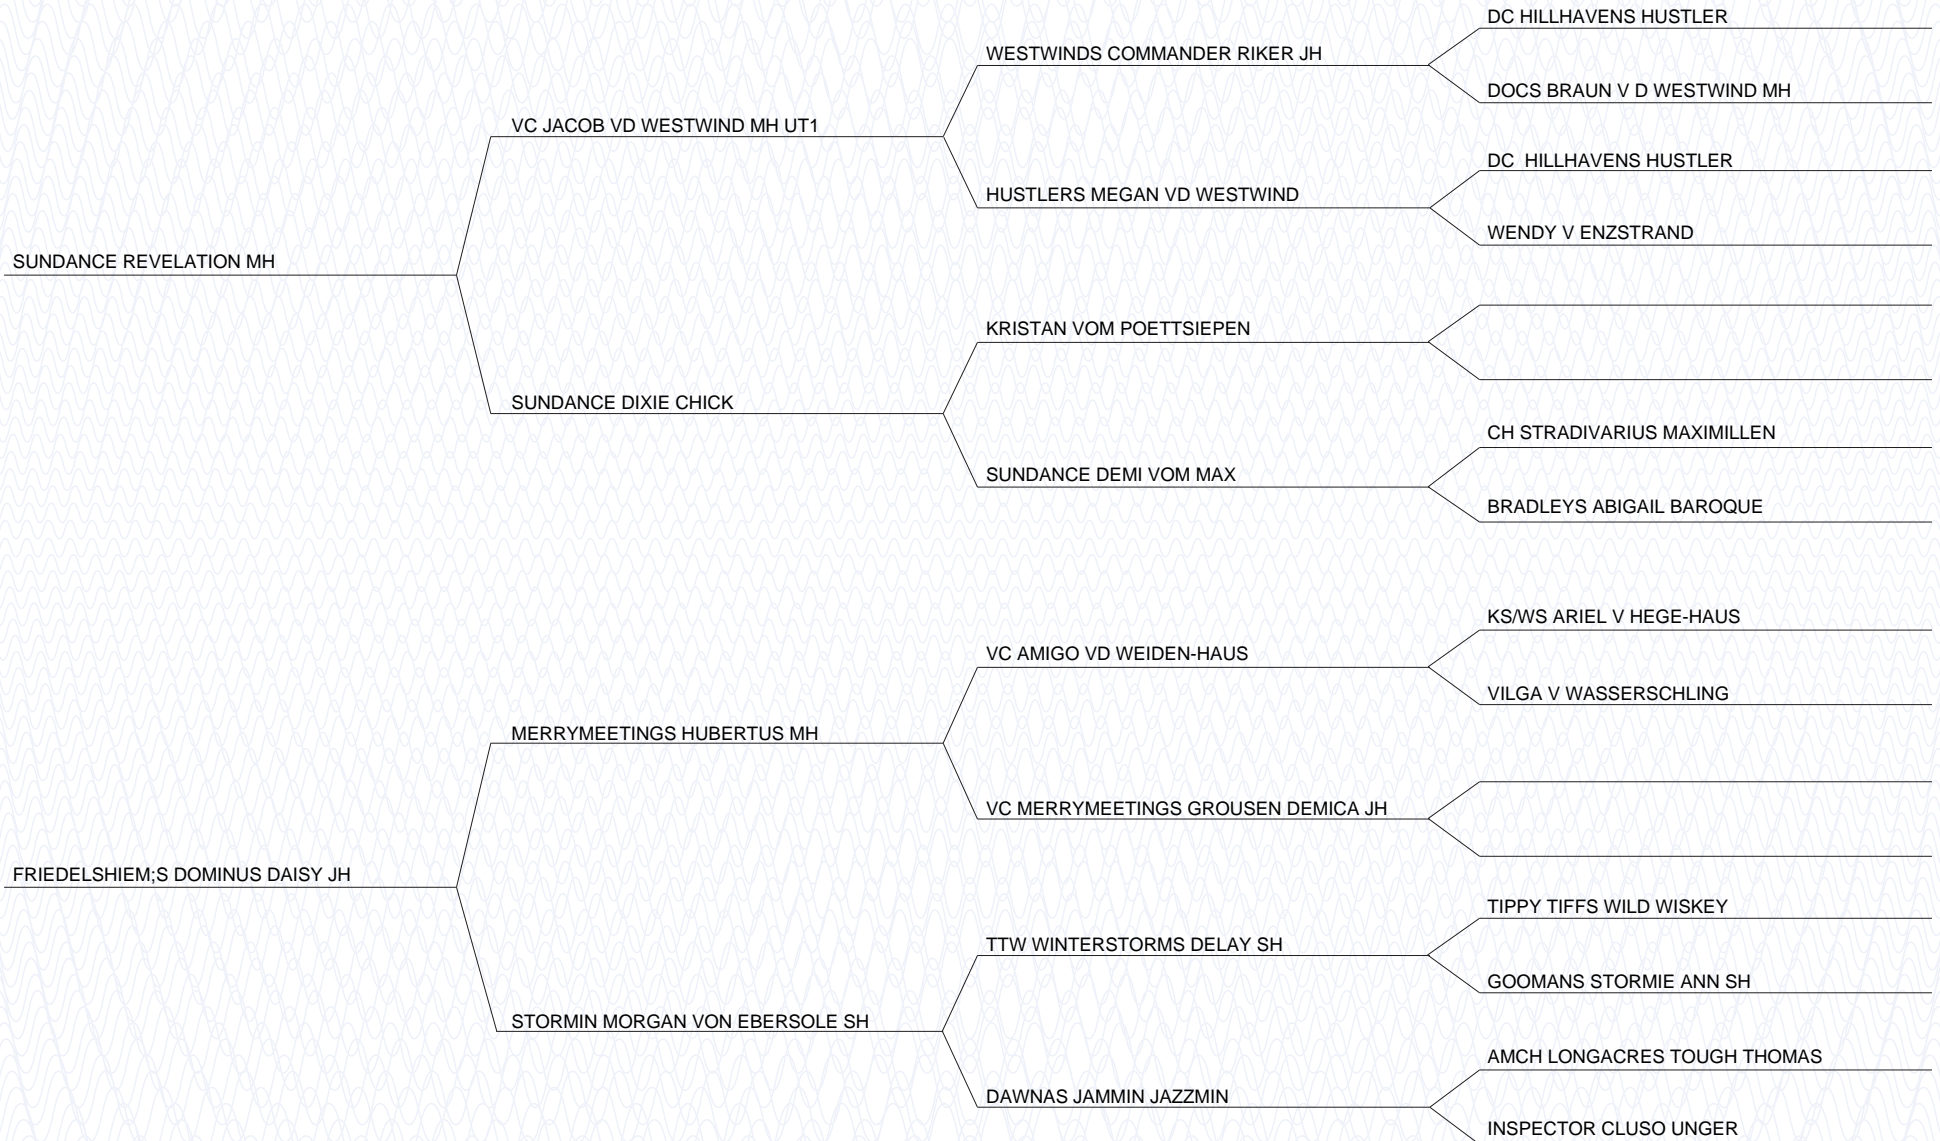 DC HILLHAVENS HUSTLER
WESTWINDS COMMANDER RIKER JH
DOCS BRAUN V D WESTWIND MH
VC JACOB VD WESTWIND MH UT1
DC  HILLHAVENS HUSTLER
HUSTLERS MEGAN VD WESTWIND
WENDY V ENZSTRAND
SUNDANCE REVELATION MH
KRISTAN VOM POETTSIEPEN
SUNDANCE DIXIE CHICK
CH STRADIVARIUS MAXIMILLEN
SUNDANCE DEMI VOM MAX
BRADLEYS ABIGAIL BAROQUE
KS/WS ARIEL V HEGE-HAUS
VC AMIGO VD WEIDEN-HAUS
VILGA V WASSERSCHLING
MERRYMEETINGS HUBERTUS MH
VC MERRYMEETINGS GROUSEN DEMICA JH
FRIEDELSHIEM;S DOMINUS DAISY JH
TIPPY TIFFS WILD WISKEY
TTW WINTERSTORMS DELAY SH
GOOMANS STORMIE ANN SH
STORMIN MORGAN VON EBERSOLE SH
AMCH LONGACRES TOUGH THOMAS
DAWNAS JAMMIN JAZZMIN
INSPECTOR CLUSO UNGER